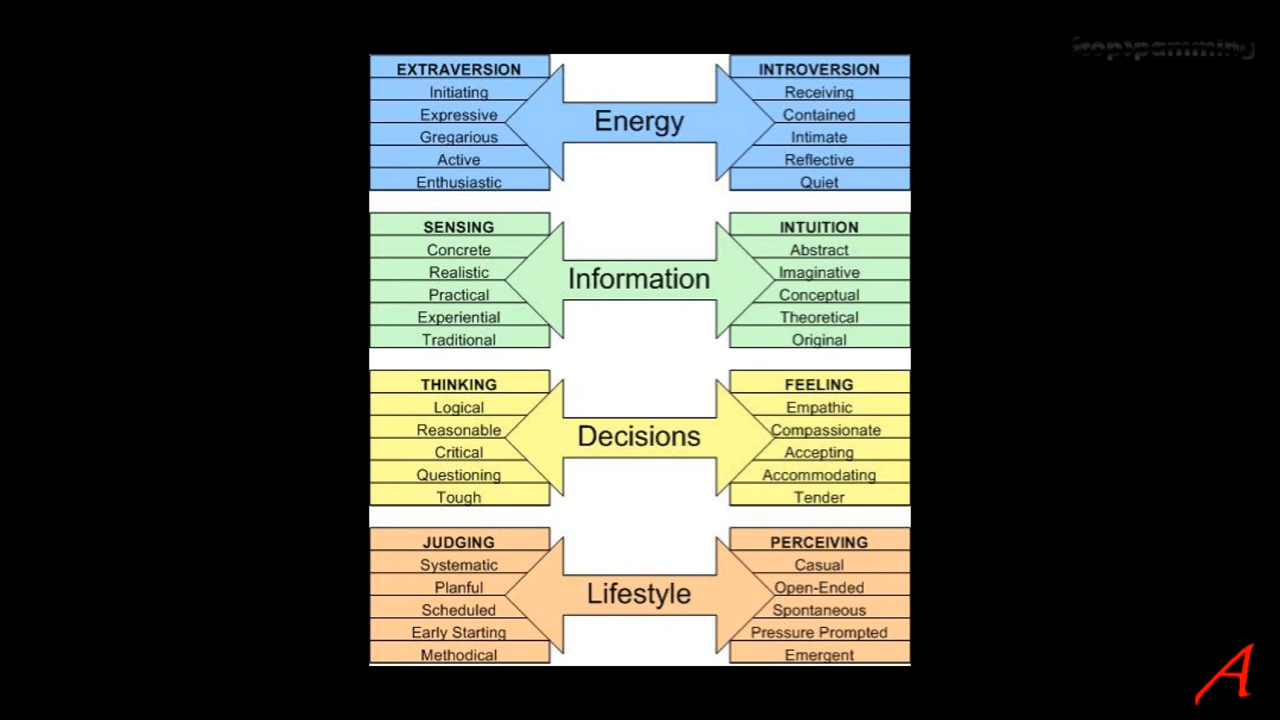 EXTRAVERSION
Initiating
Expressive
Gregarious
Active
Enthusiastic
Energy
INTROVERSION
Receiving
Contained
Intimate
Reflective
Quiet
SENSING
Concrete
Realistic
Practical
Experiential
Traditional
Information
INTUITION
Abstract
Imaginative
Conceptual
Theoretical
Original
THINKING
Logical
Reasonable
Critical
Questioning
Tough
Decisions
FEELING
Empathic
Compassionate
Accepting
Accommodating
Tender
JUDGING
Systematic
Planful
Scheduled
Early Starting
Methodical
Lifestyle
PERCEIVING
Casual
Open-Ended
Spontaneous
Pressure Prompted
Emergent
A